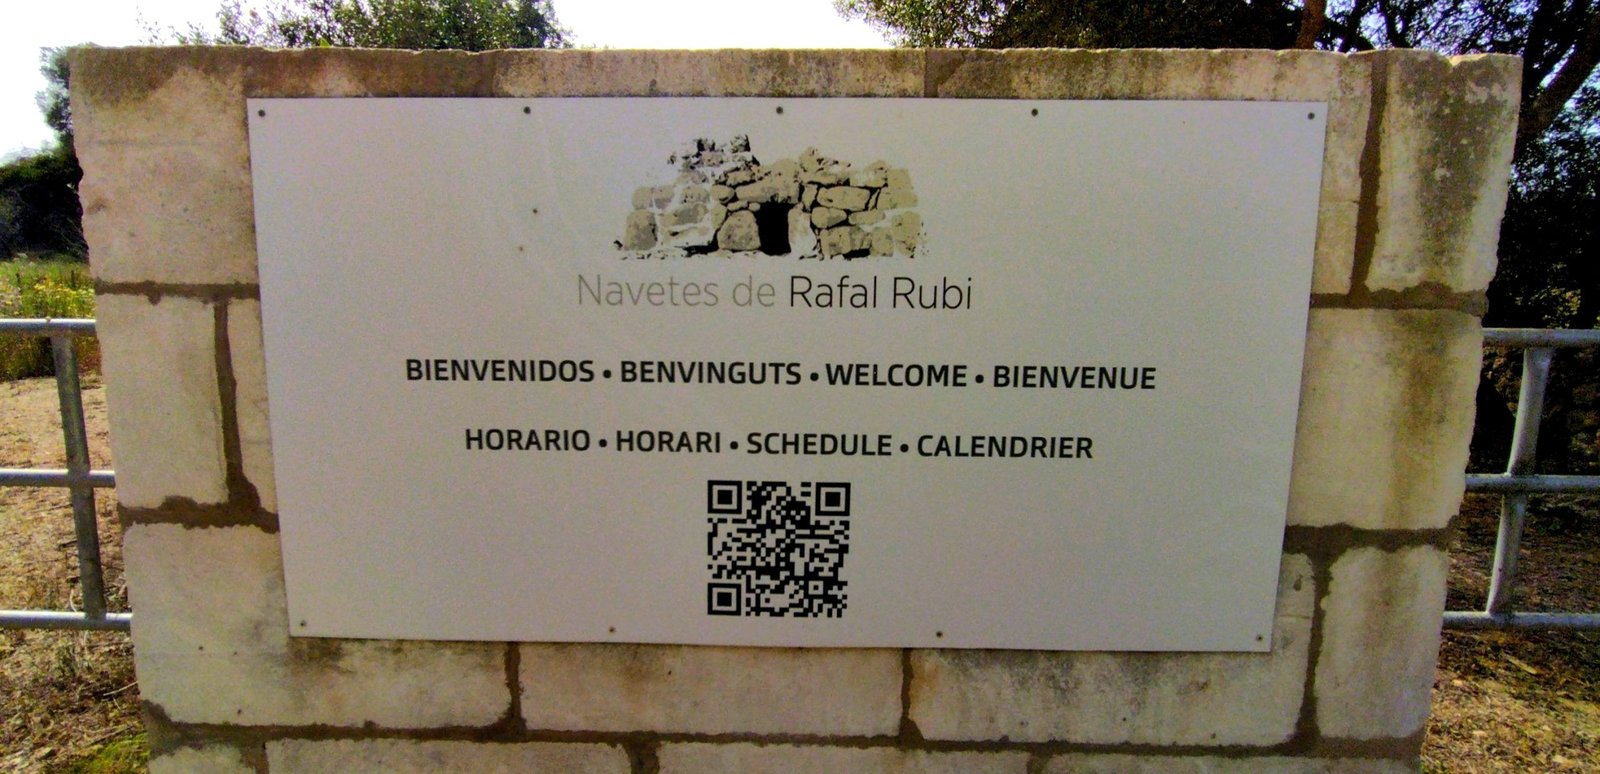 Navetes de Rafal Rubi
BIENVENIDOS • BENVINGUTS • WELCOME • BIENVENUE
HORARIO • HORARI • SCHEDULE • CALENDRIER